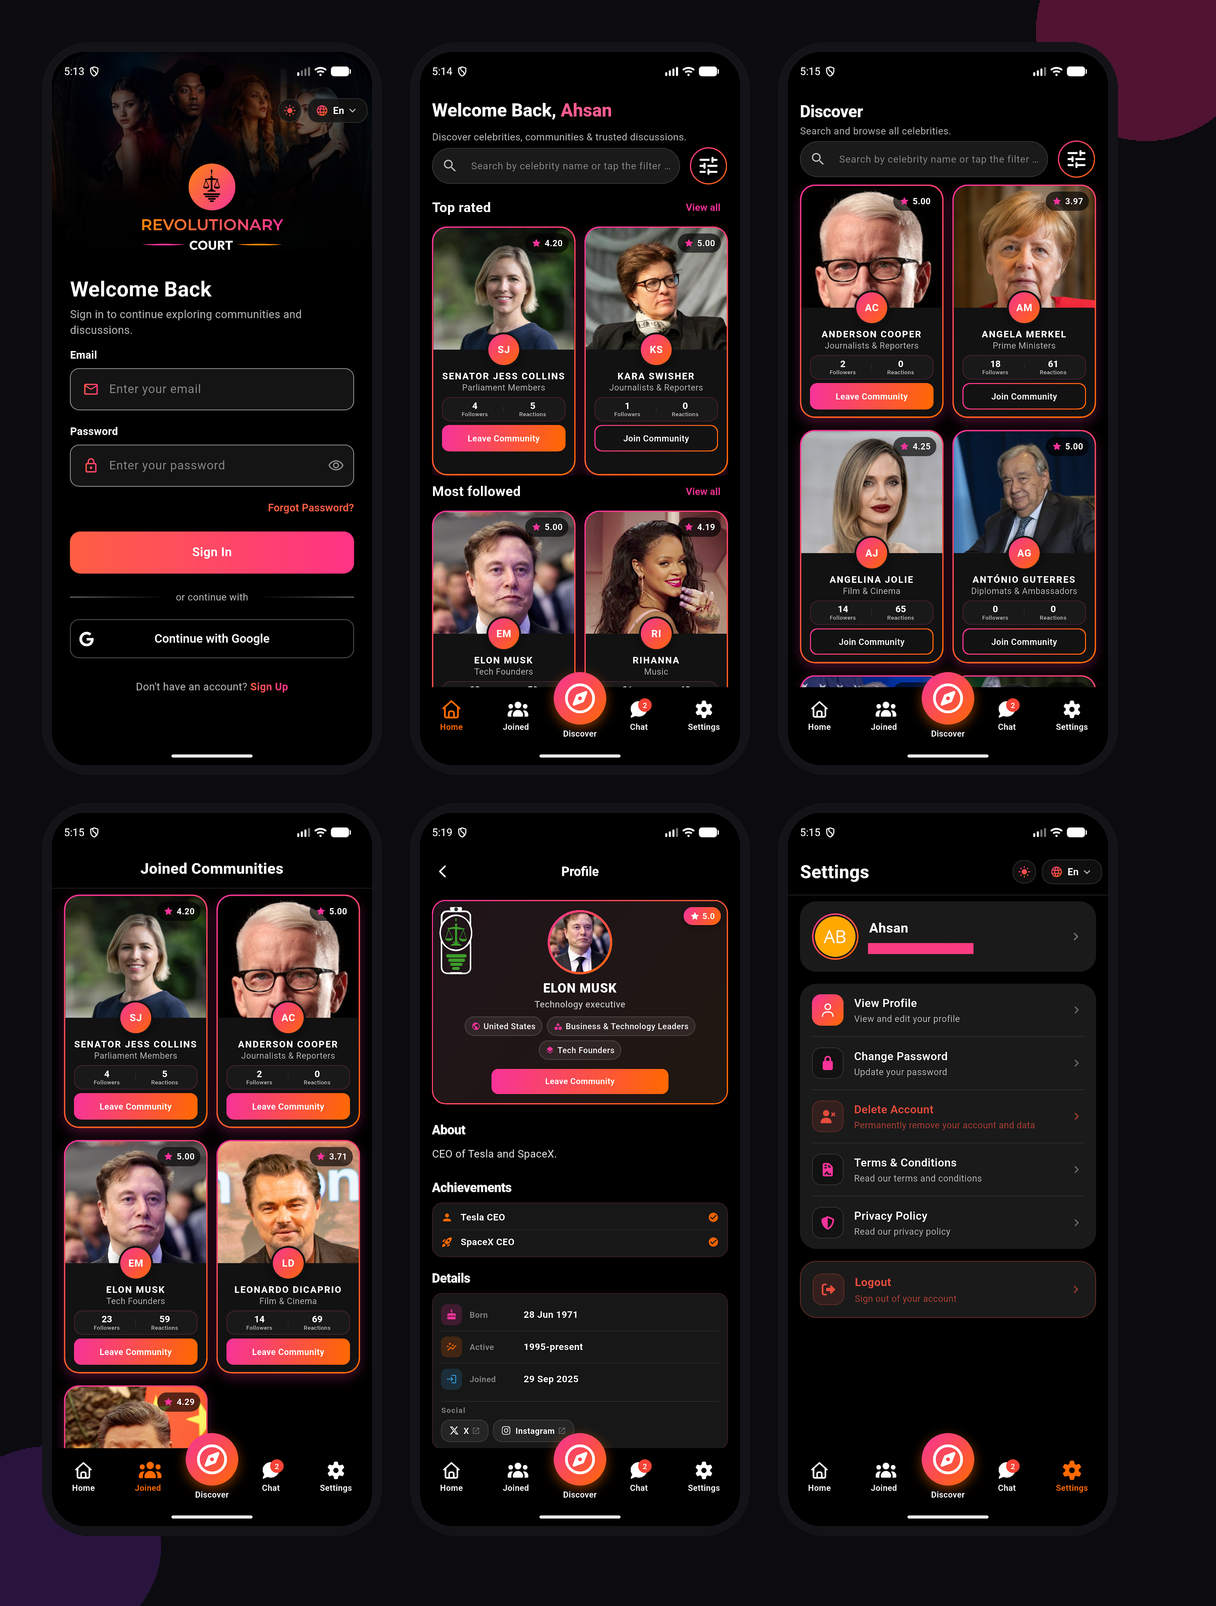 5:13
En
REVOLUTIONARY
COURT
Welcome Back
Sign in to continue exploring communities and
discussions.
Email
Enter your email
Password
Enter your password
Forgot Password?
Sign In
or continue with
G Continue with Google
Don't have an account? Sign Up
5:14
Welcome Back, Ahsan
Discover celebrities, communities & trusted discussions.
Search by celebrity name or tap the filter ...
Top rated View all
4.20
SJ
SENATOR JESS COLLINS
Parliament Members
4 5
Followers Reactions
Leave Community
5.00
KS
KARA SWISHER
Journalists & Reporters
1 0
Followers Reactions
Join Community
Most followed View all
5.00
EM
ELON MUSK
Tech Founders
4.19
RI
RIHANNA
Music
Home Joined Discover Chat 2 Settings
5:15
Discover
Search and browse all celebrities.
Search by celebrity name or tap the filter ...
5.00
AC
ANDERSON COOPER
Journalists & Reporters
2 0
Followers Reactions
Leave Community
3.97
AM
ANGELA MERKEL
Prime Ministers
18 61
Followers Reactions
Join Community
4.25
AJ
ANGELINA JOLIE
Film & Cinema
14 65
Followers Reactions
Join Community
5.00
AG
ANTÓNIO GUTERRES
Diplomats & Ambassadors
0 0
Followers Reactions
Join Community
Home Joined Discover Chat 2 Settings
5:15
Joined Communities
4.20
SJ
SENATOR JESS COLLINS
Parliament Members
4 5
Followers Reactions
Leave Community
5.00
AC
ANDERSON COOPER
Journalists & Reporters
2 0
Followers Reactions
Leave Community
5.00
EM
ELON MUSK
Tech Founders
23 59
Followers Reactions
Leave Community
3.71
LD
LEONARDO DICAPRIO
Film & Cinema
14 69
Followers Reactions
Leave Community
4.29
Home Joined Discover Chat 2 Settings
5:19
Profile
5.0
ELON MUSK
Technology executive
United States Business & Technology Leaders
Tech Founders
Leave Community
About
CEO of Tesla and SpaceX.
Achievements
Tesla CEO
SpaceX CEO
Details
Born 28 Jun 1971
Active 1995-present
Joined 29 Sep 2025
Social
X Instagram
Home Joined Discover Chat 2 Settings
5:15
Settings En
AB
Ahsan
View Profile
View and edit your profile
Change Password
Update your password
Delete Account
Permanently remove your account and data
Terms & Conditions
Read our terms and conditions
Privacy Policy
Read our privacy policy
Logout
Sign out of your account
Home Joined Discover Chat 2 Settings